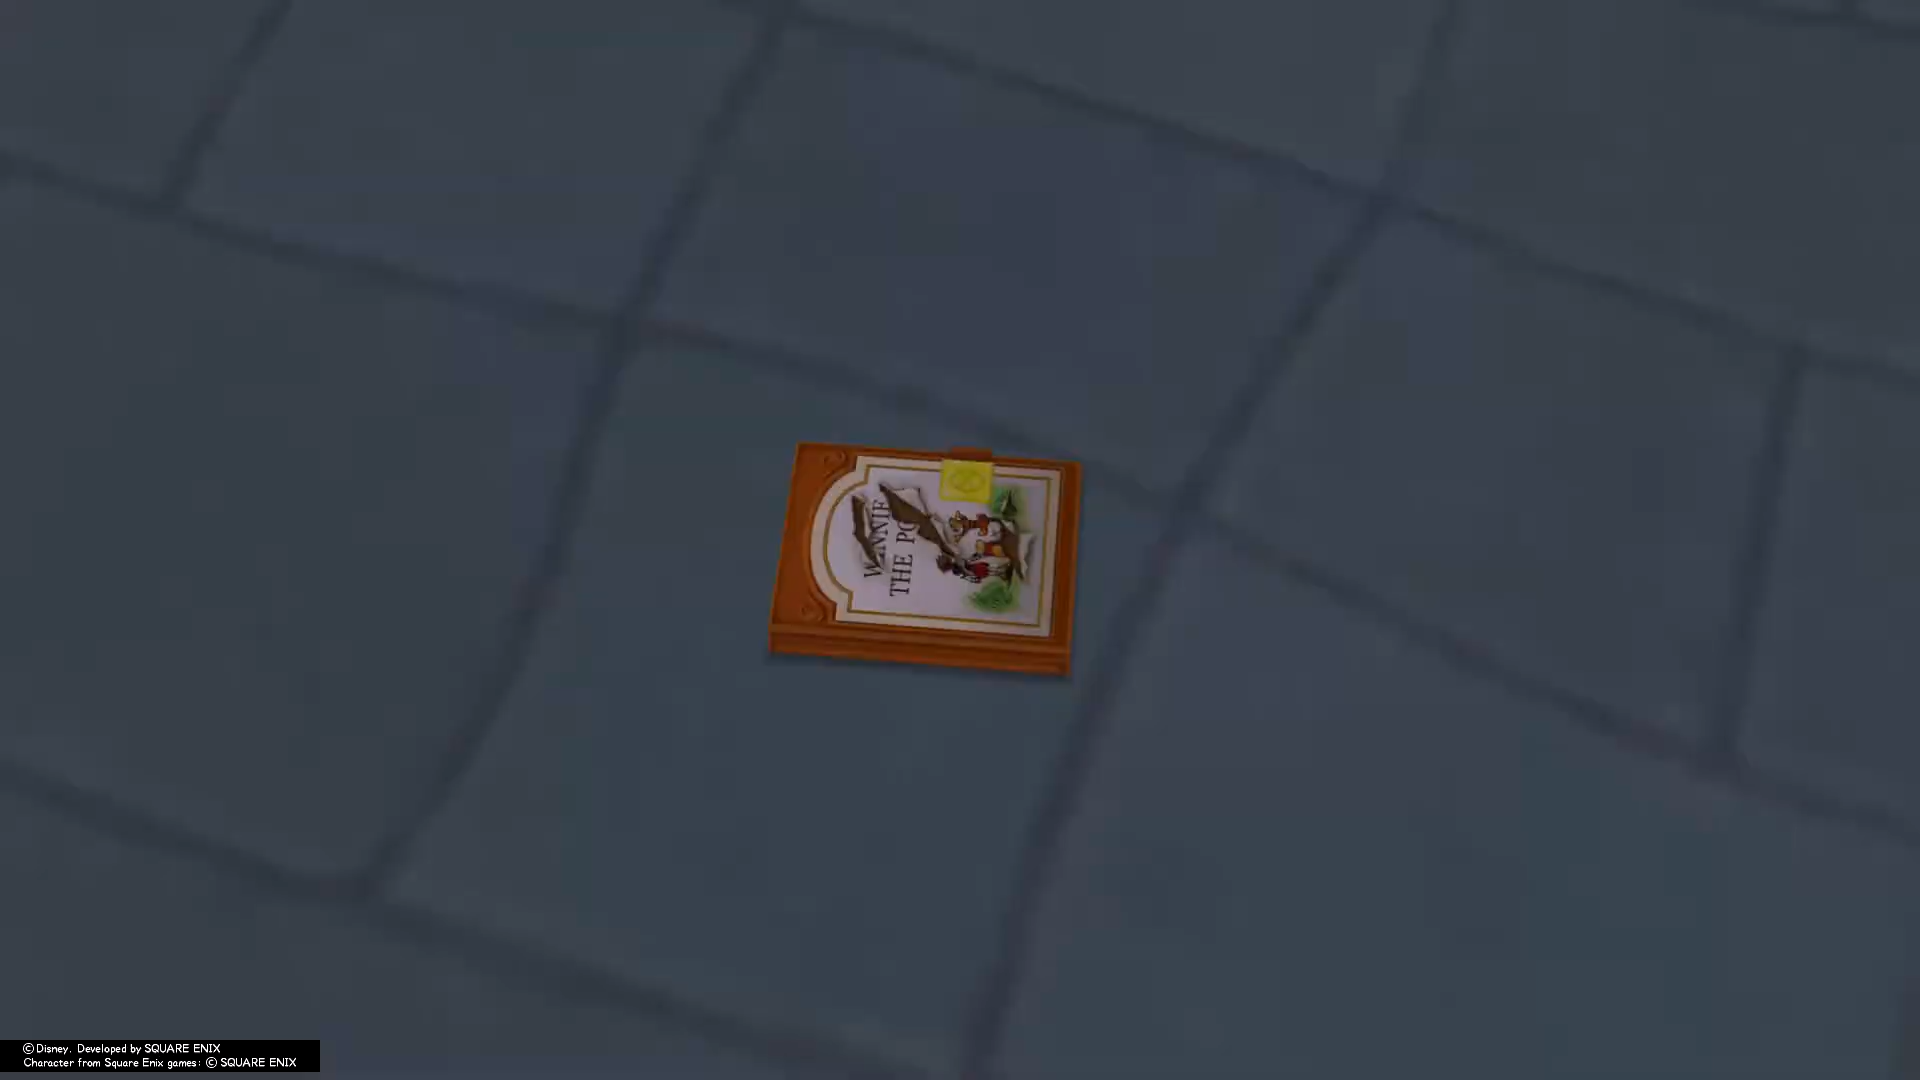 WINNIE
THE PO
©Disney. Developed by SQUARE ENIX
Character from Square Enix games: © SQUARE ENIX